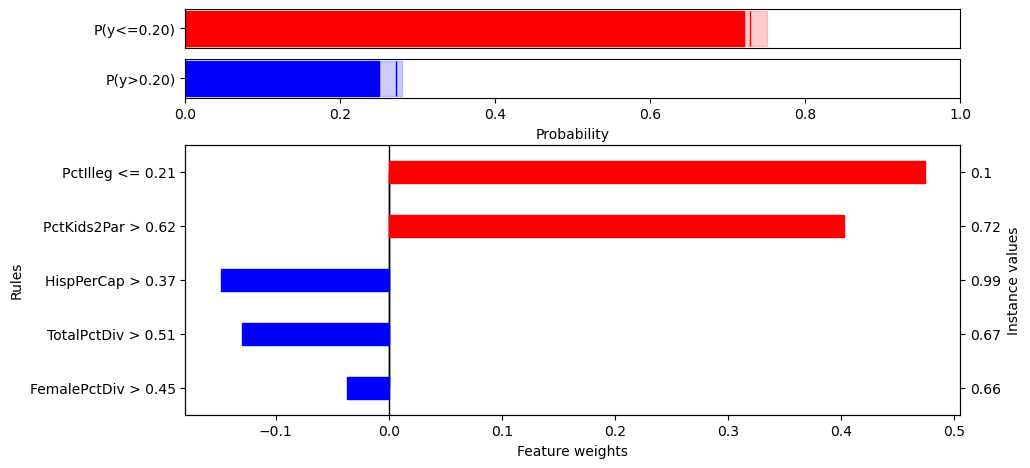 P(y<=0.20)
P(y>0.20)
0.0 0.2 0.4 0.6 0.8 1.0
Probability
PctIlleg <= 0.21 0.1
PctKids2Par > 0.62 0.72
HispPerCap > 0.37 0.99
TotalPctDiv > 0.51 0.67
FemalePctDiv > 0.45 0.66
Rules
Instance values
−0.1 0.0 0.1 0.2 0.3 0.4 0.5
Feature weights